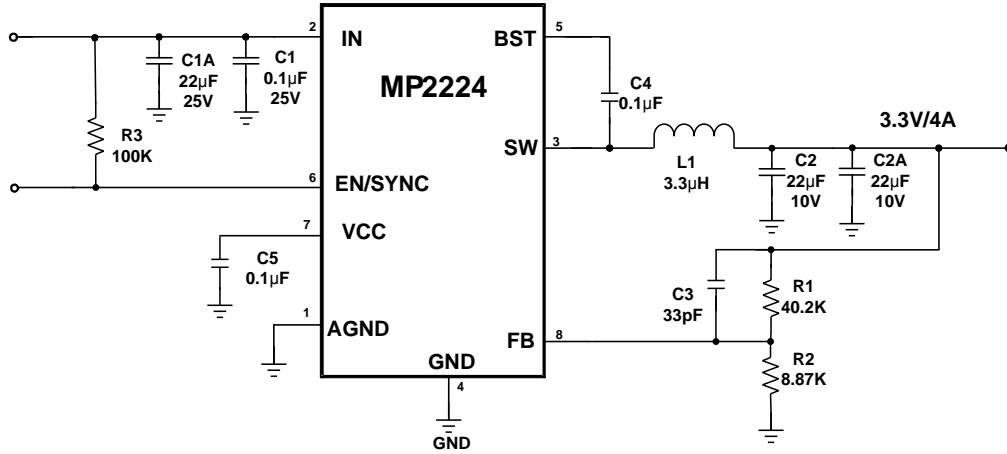 2
IN
BST
5
C1A
22µF
25V
C1
0.1µF
25V
MP2224
C4
0.1µF
R3
100K
SW
3
3.3V/4A
L1
3.3µH
C2
22µF
10V
C2A
22µF
10V
6
EN/SYNC
7
VCC
C5
0.1µF
1
AGND
C3
33pF
R1
40.2K
FB
8
GND
4
R2
8.87K
GND